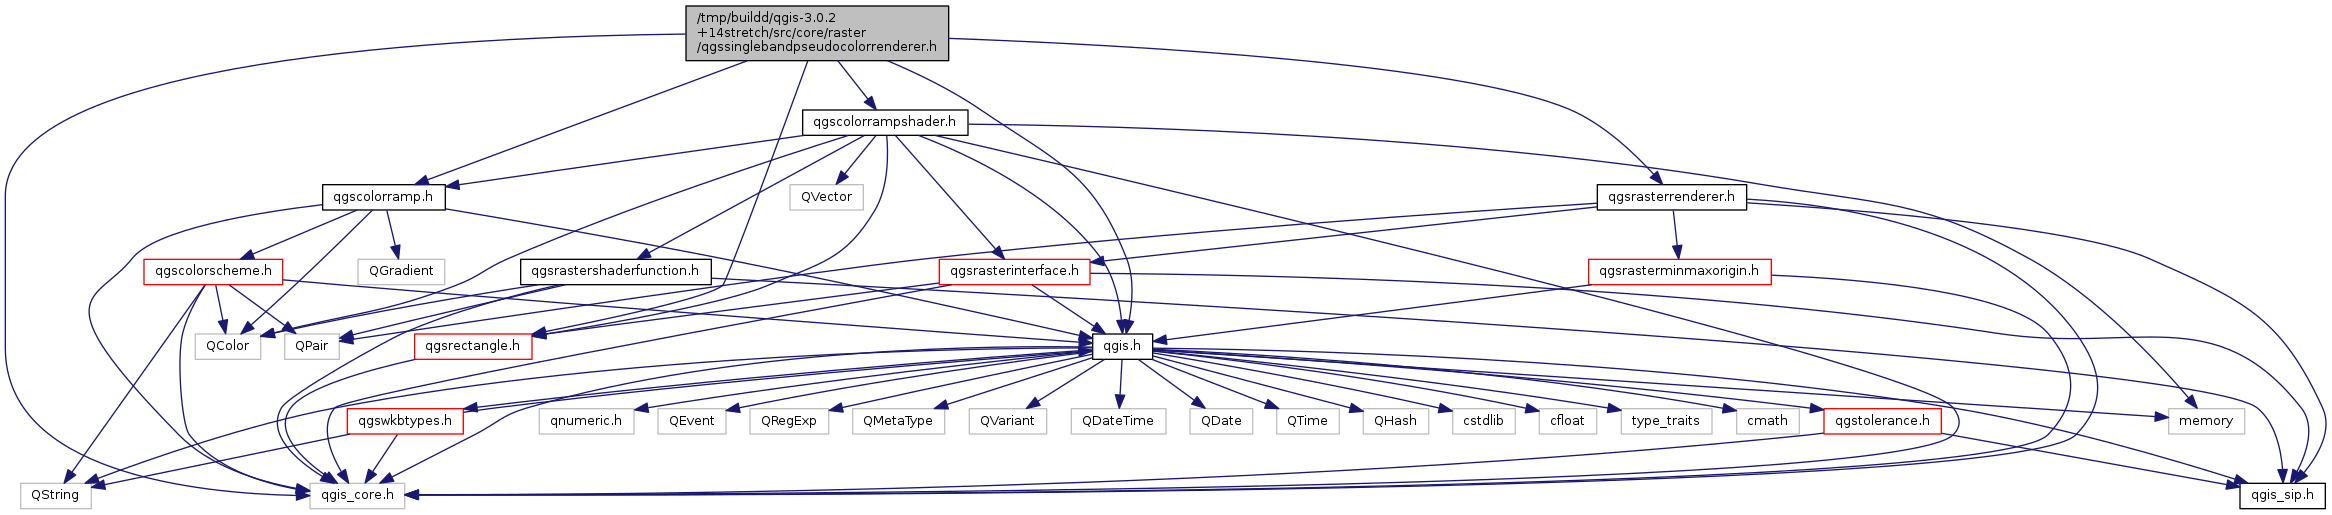 /tmp/buildd/qgis-3.0.2
+14stretch/src/core/raster
/qgssinglebandpseudocolorrenderer.h
qgscolorrampshader.h
qgscolorramp.h
QVector
qgsrasterrenderer.h
qgscolorscheme.h
QGradient
qgsrastershaderfunction.h
qgsrasterinterface.h
qgsrasterminmaxorigin.h
QColor
QPair
qgsrectangle.h
qgis.h
qgswkbtypes.h
qnumeric.h
QEvent
QRegExp
QMetaType
QVariant
QDateTime
QDate
QTime
QHash
cstdlib
cfloat
type_traits
cmath
qgstolerance.h
memory
QString
qgis_core.h
qgis_sip.h